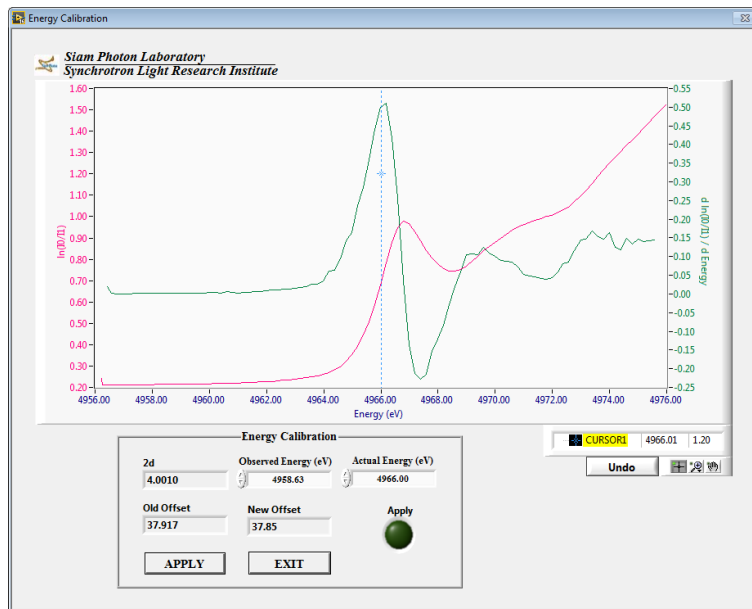 Energy Calibration
Siam Photon Laboratory
Synchrotron Light Research Institute
1.60
1.50
1.40
1.30
1.20
1.10
1.00
0.90
0.80
0.70
0.60
0.50
0.40
0.30
0.20
ln(I0/I1)
0.55
0.50
0.45
0.40
0.35
0.30
0.25
0.20
0.15
0.10
0.05
0.00
-0.05
-0.10
-0.15
-0.20
-0.25
d ln(I0/I1) / d Energy
4956.00 4958.00 4960.00 4962.00 4964.00 4966.00 4968.00 4970.00 4972.00 4974.00 4976.00
Energy (eV)
CURSOR1 4966.01 1.20
Undo
Energy Calibration
2d Observed Energy (eV) Actual Energy (eV)
4.0010 4958.63 4966.00
Old Offset New Offset Apply
37.917 37.85
APPLY EXIT